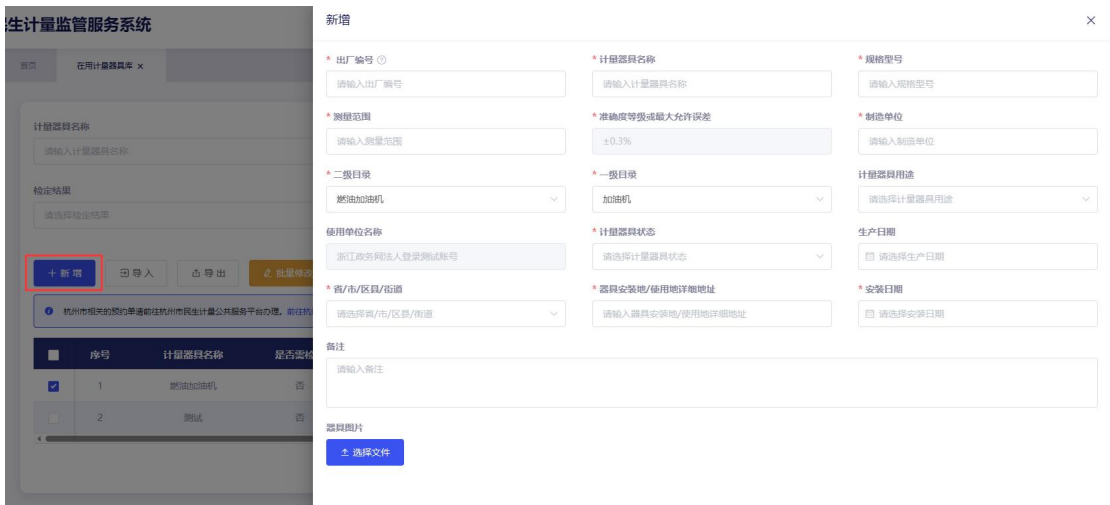 生计量监管服务系统
首页
在用计量器具库 ×
计量器具名称
请输入计量器具名称
检定结果
请选择检定结果
新增
导入
导出
批量修改
杭州市相关的预约单请前往杭州市民生计量公共服务平台办理。前往杭
序号 计量器具名称 是否需检
1 燃油加油机 否
2 测试 否
新增
* 出厂编号 * 计量器具名称 * 规格型号
请输入出厂编号 请输入计量器具名称 请输入规格型号
* 测量范围 * 准确度等级或最大允许误差 * 制造单位
请输入测量范围 ±0.3% 请输入制造单位
* 二级目录 * 一级目录 计量器具用途
燃油加油机 加油机 请选择计量器具用途
使用单位名称 * 计量器具状态 生产日期
浙江政务网法人登录测试账号 请选择计量器具状态 请选择生产日期
* 省/市/区县/街道 * 器具安装地/使用地详细地址 * 安装日期
请选择省/市/区县/街道 请输入器具安装地/使用地详细地址 请选择安装日期
备注
请输入备注
器具图片
选择文件